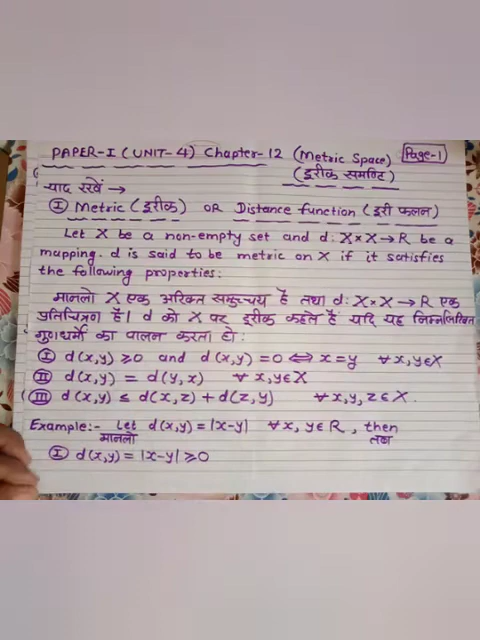 PAPER-I (UNIT-4) Chapter-12 (Metric Space) Page-1
(दूरीक समष्टि)
याद रखें →
I Metric (दूरीक) OR Distance function (दूरी फलन)
Let X be a non-empty set and d: X×X→R be a
mapping. d is said to be metric on X if it satisfies
the following properties:
मानलो X एक अरिक्त समुच्चय है तथा d: X×X→R एक
प्रतिचित्रण है। d को X पर दूरीक कहते हैं यदि यह निम्नलिखित
गुणधर्मों का पालन करता हो:
I d(x,y) ≥0 and d(x,y)=0 ⇔ x=y ∀ x,y∈X
II d(x,y) = d(y,x) ∀ x,y∈X
III d(x,y) ≤ d(x,z) + d(z,y) ∀ x,y,z∈X.
Example:- Let d(x,y) = |x-y| ∀ x,y∈R, then
मानलो तब
I d(x,y) = |x-y| ≥0